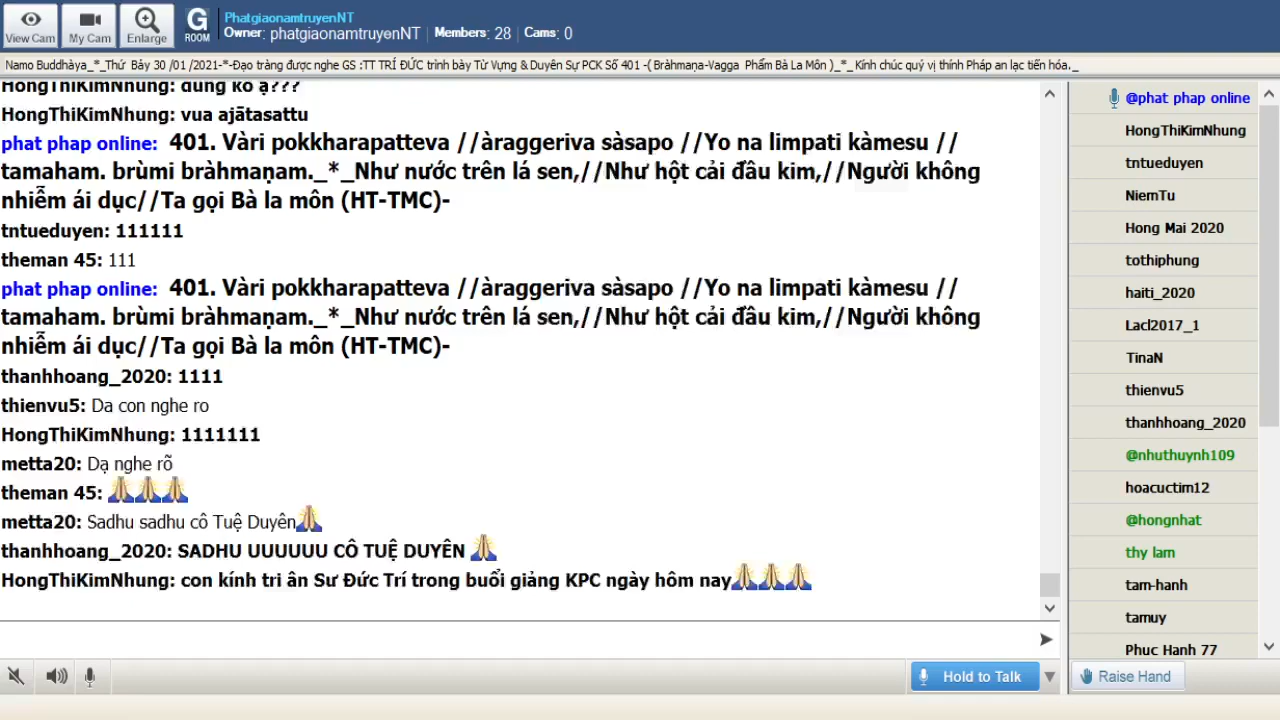 View Cam
My Cam
Enlarge
G
ROOM
PhatgiaonamtruyenNT
Owner: phatgiaonamtruyenNT Members: 28 Cams: 0
Namo Buddhàya_*_Thứ Bảy 30 /01 /2021-*-Đạo tràng được nghe GS :TT TRÍ ĐỨC trình bày Từ Vựng & Duyên Sự PCK Số 401 -( Bràhmaṇa-Vagga Phẩm Bà La Môn )_*_ Kính chúc quý vị thính Pháp an lạc tiến hóa._
HongThiKimNhung: đúng ko ạ???
HongThiKimNhung: vua ajātasattu
phat phap online: 401. Vàri pokkharapatteva //àraggeriva sàsapo //Yo na limpati kàmesu //
tamaham. brùmi bràhmaṇam._*_Như nước trên lá sen,//Như hột cải đầu kim,//Người không
nhiễm ái dục//Ta gọi Bà la môn (HT-TMC)-
tntueduyen: 111111
theman 45: 111
phat phap online: 401. Vàri pokkharapatteva //àraggeriva sàsapo //Yo na limpati kàmesu //
tamaham. brùmi bràhmaṇam._*_Như nước trên lá sen,//Như hột cải đầu kim,//Người không
nhiễm ái dục//Ta gọi Bà la môn (HT-TMC)-
thanhhoang_2020: 1111
thienvu5: Da con nghe ro
HongThiKimNhung: 1111111
metta20: Dạ nghe rõ
theman 45: 🙏🙏🙏
metta20: Sadhu sadhu cô Tuệ Duyên🙏
thanhhoang_2020: SADHU UUUUUU CÔ TUỆ DUYÊN 🙏
HongThiKimNhung: con kính tri ân Sư Đức Trí trong buổi giảng KPC ngày hôm nay🙏🙏🙏
@phat phap online
HongThiKimNhung
tntueduyen
NiemTu
Hong Mai 2020
tothiphung
haiti_2020
Lacl2017_1
TinaN
thienvu5
thanhhoang_2020
@nhuthuynh109
hoacuctim12
@hongnhat
thy lam
tam-hanh
tamuy
Phuc Hanh 77
Hold to Talk
Raise Hand